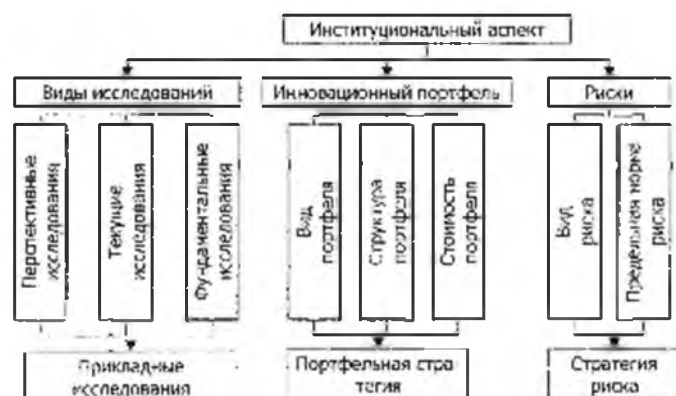 Институциональный аспект
Виды исследований
Инновационный портфель
Риски
Перспективные
исследования
Текущие
исследования
Фундаментальные
исследования
Вид
портфеля
Структура
портфеля
Стоимость
портфеля
Вид
риска
Предельная норма
риска
Прикладные
исследования
Портфельная стра
тегия
Стратегия
риска